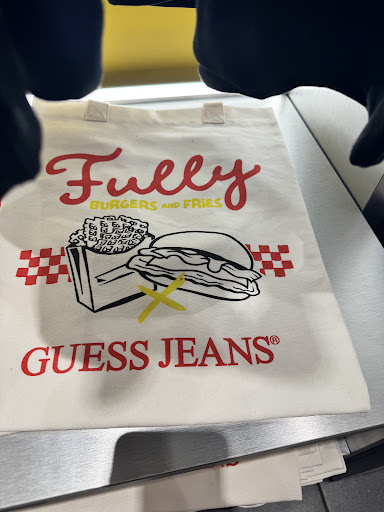 Fully
BURGERS AND FRIES
X
GUESS JEANS®